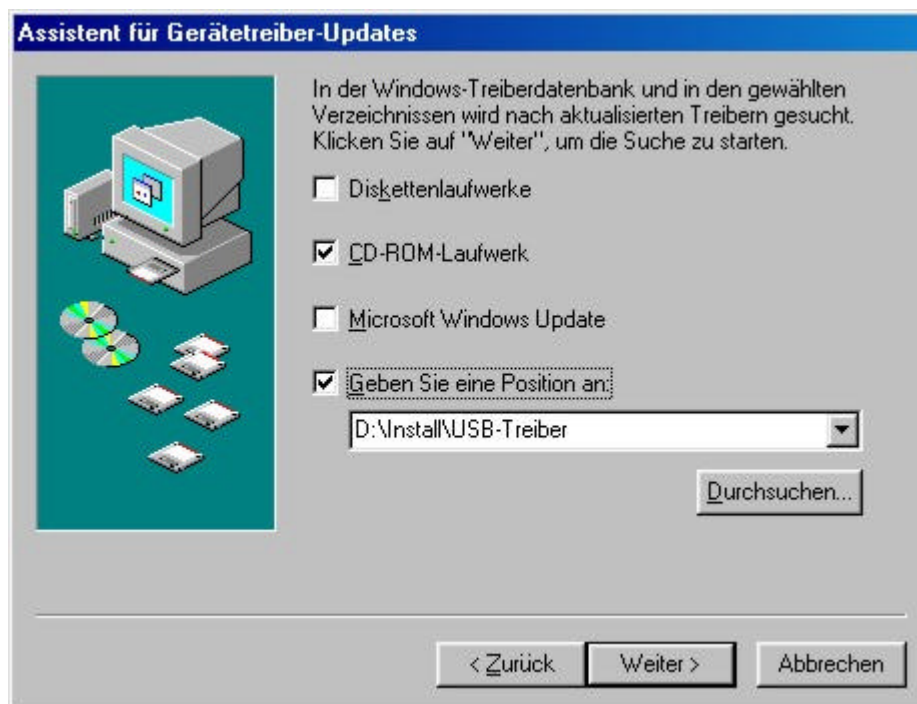 Assistent für Gerätetreiber-Updates
In der Windows-Treiberdatenbank und in den gewählten
Verzeichnissen wird nach aktualisierten Treibern gesucht.
Klicken Sie auf "Weiter", um die Suche zu starten.
Diskettenlaufwerke
CD-ROM-Laufwerk
Microsoft Windows Update
Geben Sie eine Position an:
D:\Install\USB-Treiber
Durchsuchen...
< Zurück
Weiter >
Abbrechen